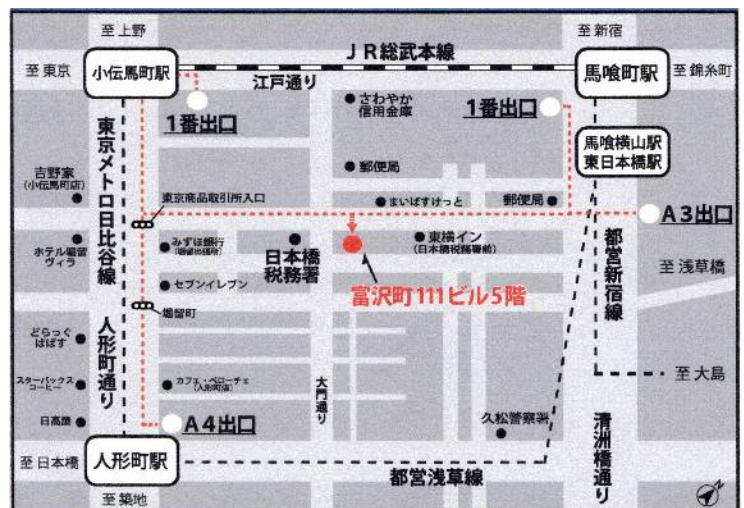 至上野
至新宿
JR総武本線
至東京
小伝馬町駅
江戸通り
馬喰町駅
至錦糸町
1番出口
さわやか
信用金庫
1番出口
馬喰横山駅
東日本橋駅
郵便局
東京メトロ日比谷線
吉野家
(小伝馬町店)
東京商品取引所入口
まいばすけっと
郵便局
A3出口
ホテル堀留
ヴィラ
みずほ銀行
(堀留出張所)
日本橋
税務署
東横イン
(日本橋税務署前)
都営新宿線
至浅草橋
セブンイレブン
富沢町111ビル5階
堀留町
人形町通り
どらっぐ
ぱぱす
スターバックス
コーヒー
カフェ・ベローチェ
(人形町店)
大門通り
至大島
日高屋
A4出口
久松警察署
清洲橋通り
至日本橋
人形町駅
都営浅草線
至築地
N